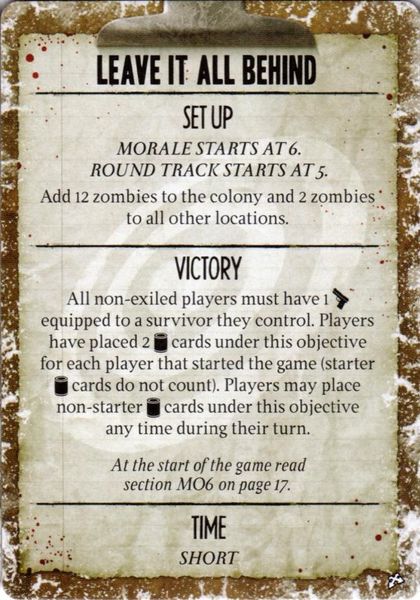 LEAVE IT ALL BEHIND
SET UP
MORALE STARTS AT 6.
ROUND TRACK STARTS AT 5.
Add 12 zombies to the colony and 2 zombies
to all other locations.
VICTORY
All non-exiled players must have 1
equipped to a survivor they control. Players
have placed 2 cards under this objective
for each player that started the game (starter
cards do not count). Players may place
non-starter cards under this objective
any time during their turn.
At the start of the game read
section MO6 on page 17.
TIME
SHORT